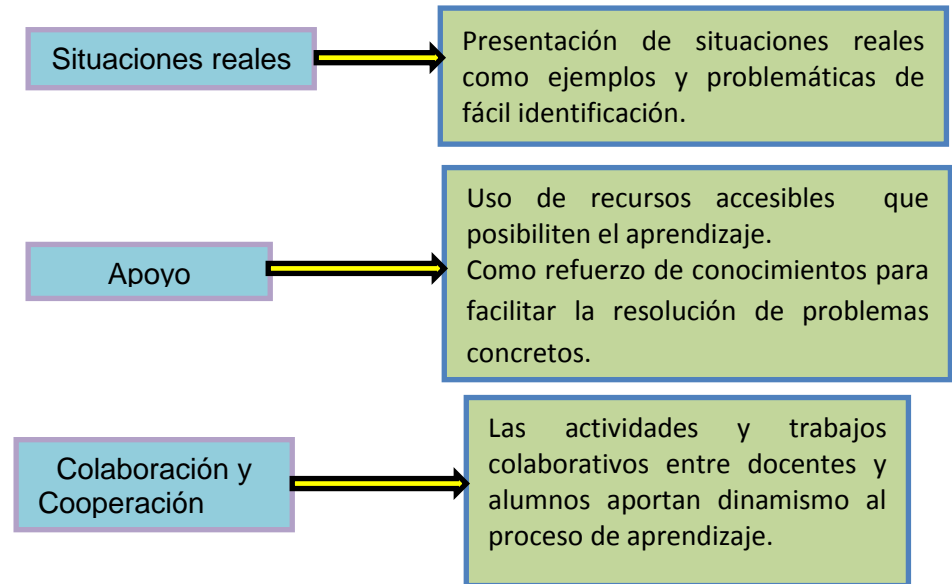 Situaciones reales
Presentación de situaciones reales
como ejemplos y problemáticas de
fácil identificación.
Apoyo
Uso de recursos accesibles que
posibiliten el aprendizaje.
Como refuerzo de conocimientos para
facilitar la resolución de problemas
concretos.
Colaboración y
Cooperación
Las actividades y trabajos
colaborativos entre docentes y
alumnos aportan dinamismo al
proceso de aprendizaje.